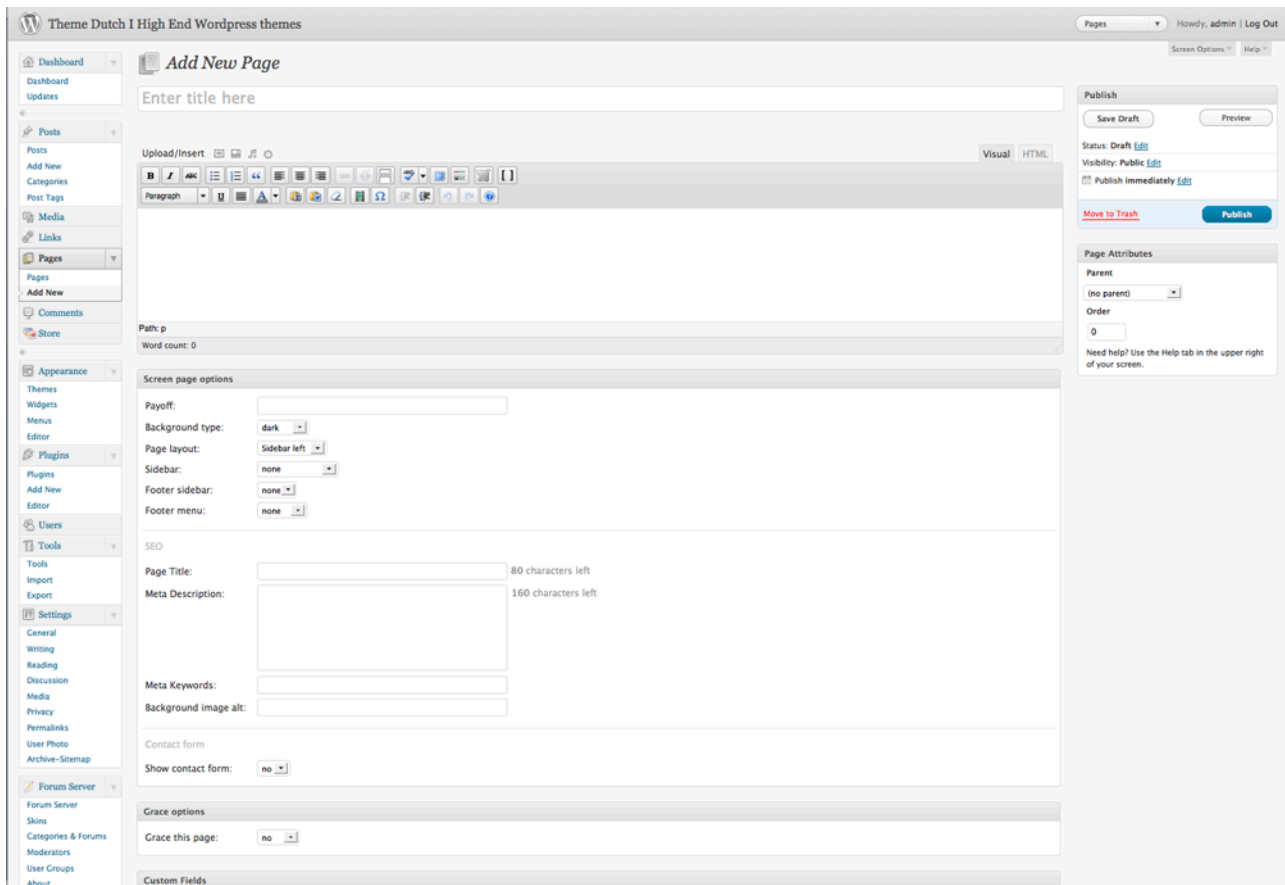 Theme Dutch I High End Wordpress themes
Pages
Howdy, admin | Log Out
Screen Options
Help
Dashboard
Dashboard
Updates
Posts
Posts
Add New
Categories
Post Tags
Media
Links
Pages
Pages
Add New
Comments
Store
Appearance
Themes
Widgets
Menus
Editor
Plugins
Plugins
Add New
Editor
Users
Tools
Tools
Import
Export
Settings
General
Writing
Reading
Discussion
Media
Privacy
Permalinks
User Photo
Archive-Sitemap
Forum Server
Forum Server
Skins
Categories & Forums
Moderators
User Groups
About
Add New Page
Enter title here
Upload/Insert
Visual HTML
B I ABC
Paragraph U A Ω
Path: p
Word count: 0
Screen page options
Payoff:
Background type: dark
Page layout: Sidebar left
Sidebar: none
Footer sidebar: none
Footer menu: none
SEO
Page Title: 80 characters left
Meta Description: 160 characters left
Meta Keywords:
Background image alt:
Contact form
Show contact form: no
Grace options
Grace this page: no
Custom Fields
Publish
Save Draft Preview
Status: Draft Edit
Visibility: Public Edit
Publish immediately Edit
Move to Trash Publish
Page Attributes
Parent
(no parent)
Order
0
Need help? Use the Help tab in the upper right
of your screen.